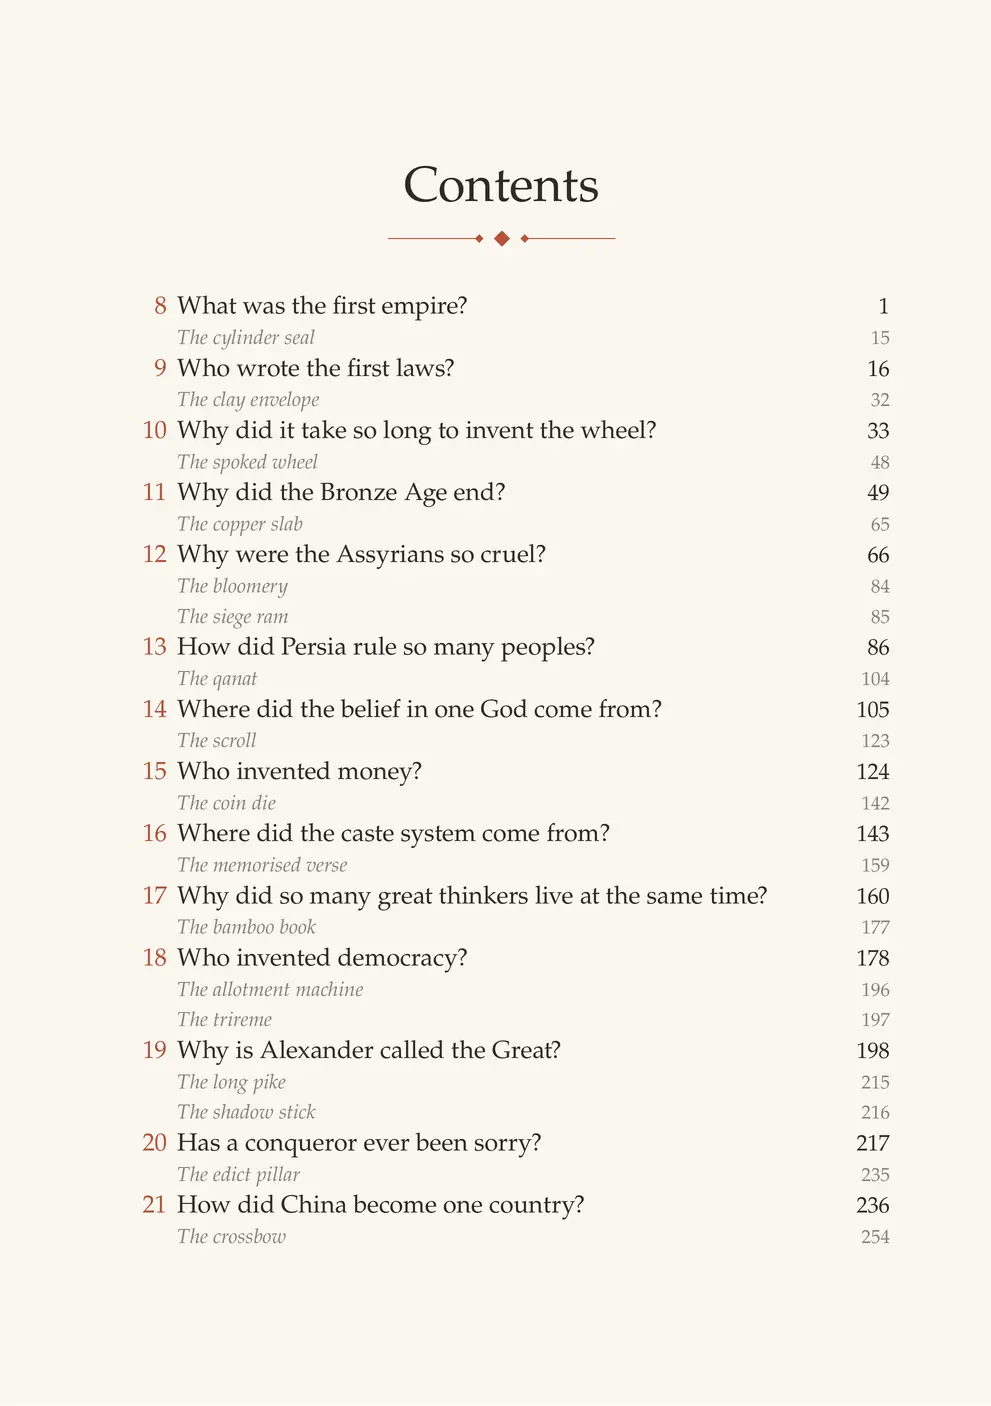 Contents
8 What was the first empire? 1
The cylinder seal 15
9 Who wrote the first laws? 16
The clay envelope 32
10 Why did it take so long to invent the wheel? 33
The spoked wheel 48
11 Why did the Bronze Age end? 49
The copper slab 65
12 Why were the Assyrians so cruel? 66
The bloomery 84
The siege ram 85
13 How did Persia rule so many peoples? 86
The qanat 104
14 Where did the belief in one God come from? 105
The scroll 123
15 Who invented money? 124
The coin die 142
16 Where did the caste system come from? 143
The memorised verse 159
17 Why did so many great thinkers live at the same time? 160
The bamboo book 177
18 Who invented democracy? 178
The allotment machine 196
The trireme 197
19 Why is Alexander called the Great? 198
The long pike 215
The shadow stick 216
20 Has a conqueror ever been sorry? 217
The edict pillar 235
21 How did China become one country? 236
The crossbow 254